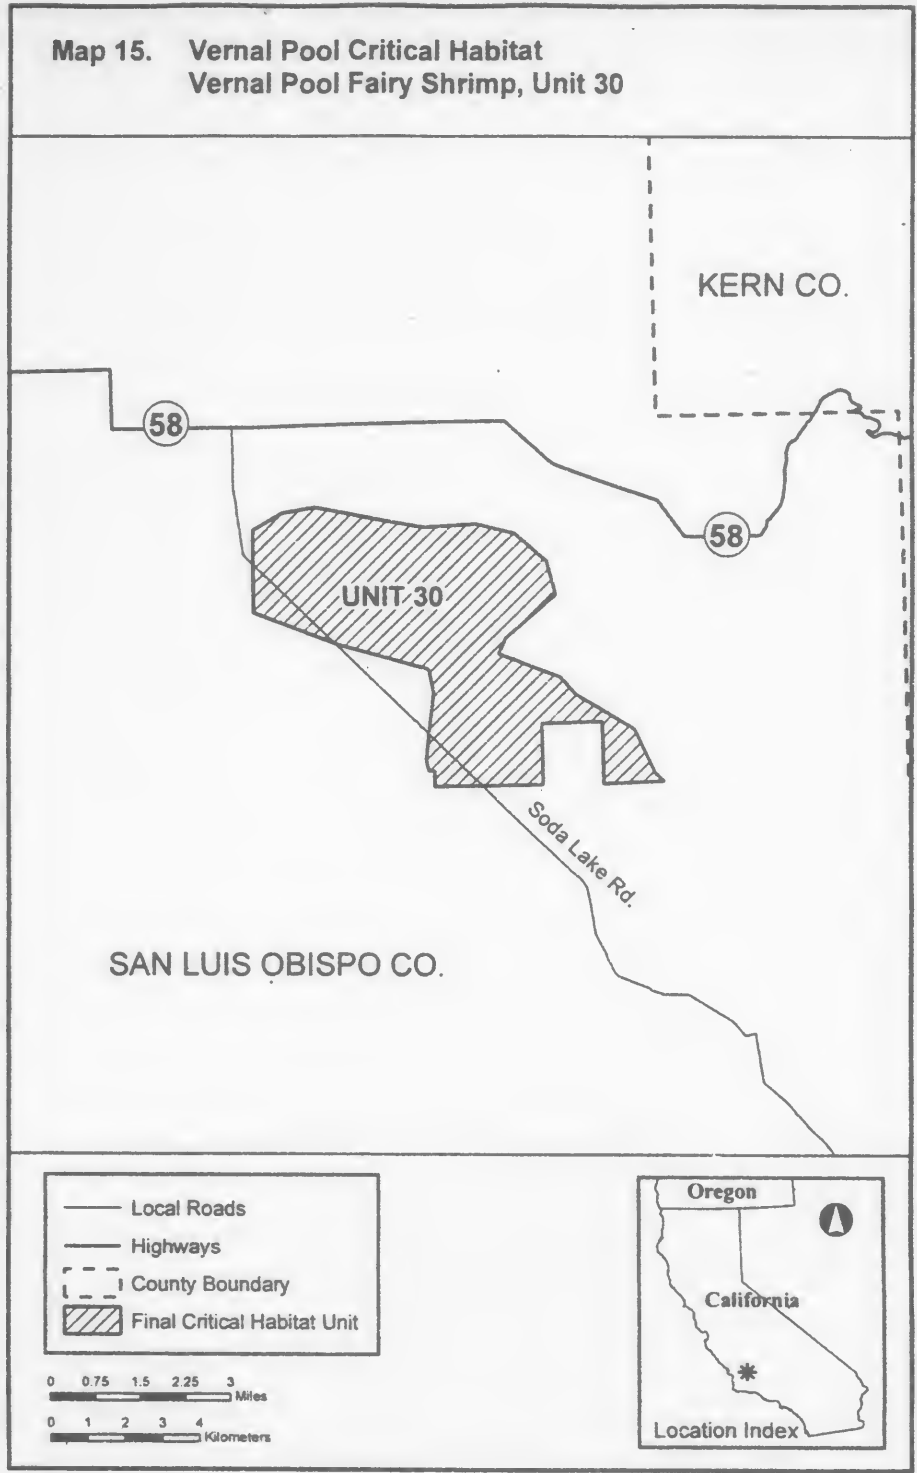 Map 15. Vernal Pool Critical Habitat
Vernal Pool Fairy Shrimp, Unit 30
KERN CO.
58
58
UNIT 30
Soda Lake Rd.
SAN LUIS OBISPO CO.
Local Roads
Highways
County Boundary
Final Critical Habitat Unit
0 0.75 1.5 2.25 3
Miles
0 1 2 3 4
Kilometers
Oregon
California
Location Index